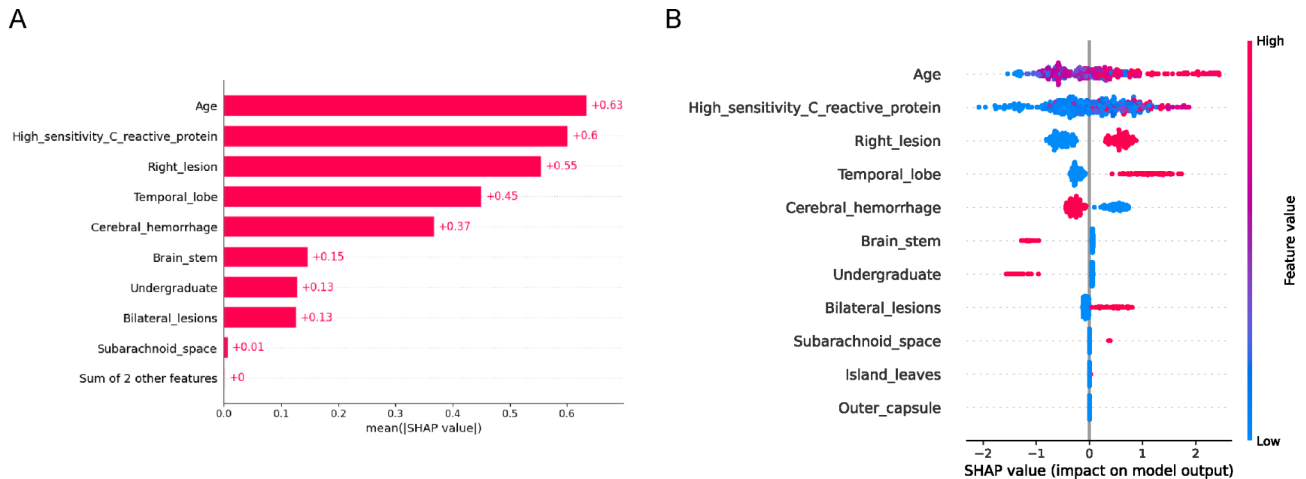 A
Age
+0.63
High_sensitivity_C_reactive_protein
+0.6
Right_lesion
+0.55
Temporal_lobe
+0.45
Cerebral_hemorrhage
+0.37
Brain_stem
+0.15
Undergraduate
+0.13
Bilateral_lesions
+0.13
Subarachnoid_space
+0.01
Sum of 2 other features
+0
0.0 0.1 0.2 0.3 0.4 0.5 0.6
mean(|SHAP value|)
B
High
Age
High_sensitivity_C_reactive_protein
Right_lesion
Temporal_lobe
Cerebral_hemorrhage
Brain_stem
Undergraduate
Bilateral_lesions
Subarachnoid_space
Island_leaves
Outer_capsule
Low
−2 −1 0 1 2
SHAP value (impact on model output)
Feature value